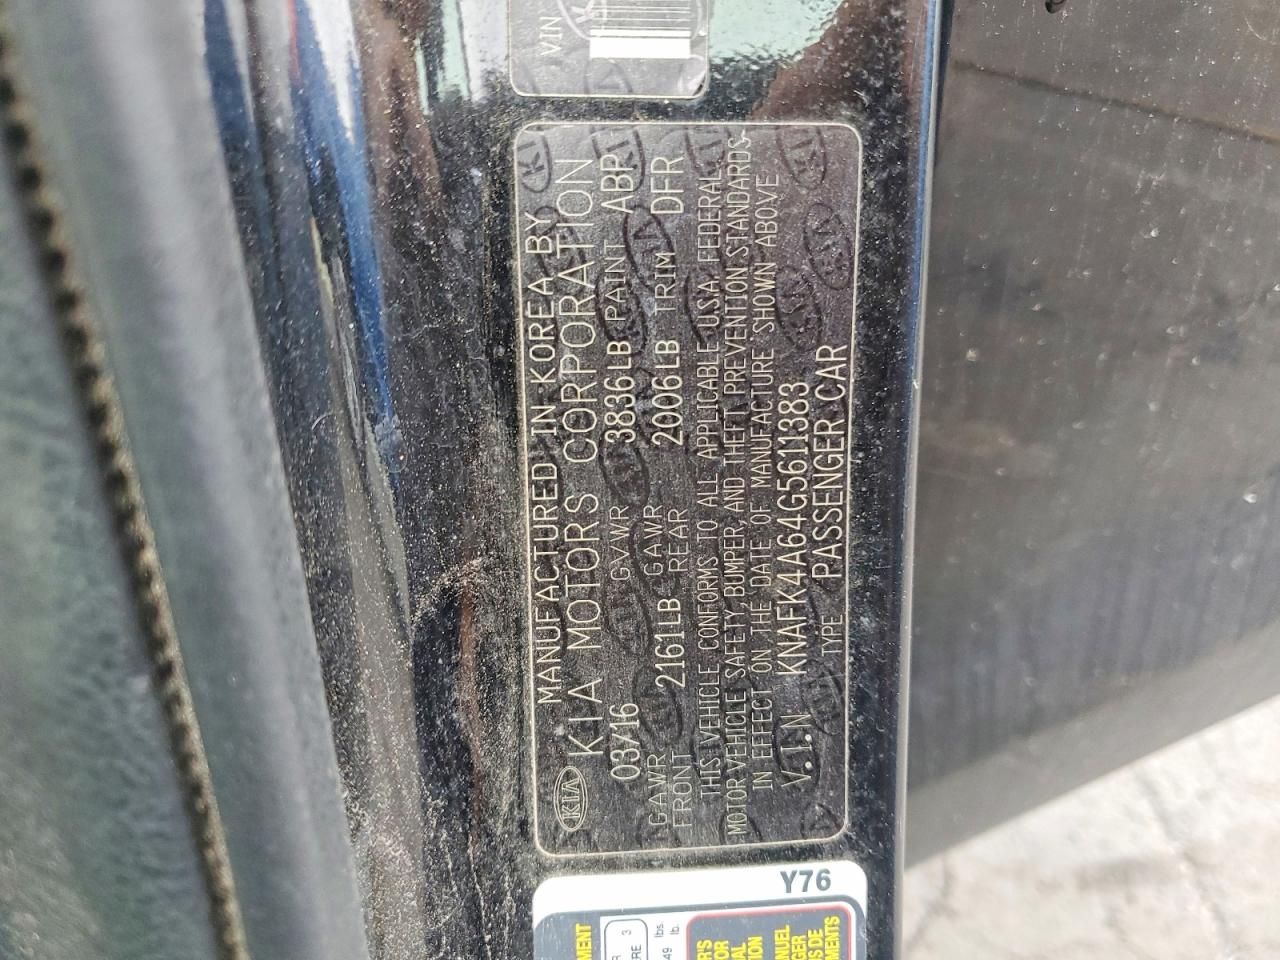 VIN
KIA
MANUFACTURED IN KOREA BY
KIA MOTORS CORPORATION
03/16 GVWR 3836LB PAINT ABP
GAWR FRONT 2161LB GAWR REAR 2006LB TRIM DFR
THIS VEHICLE CONFORMS TO ALL APPLICABLE U.S.A. FEDERAL
MOTOR VEHICLE SAFETY, BUMPER, AND THEFT PREVENTION STANDARDS
IN EFFECT ON THE DATE OF MANUFACTURE SHOWN ABOVE
V.I.N KNAFK4A64G5611383
TYPE PASSENGER CAR
Y76